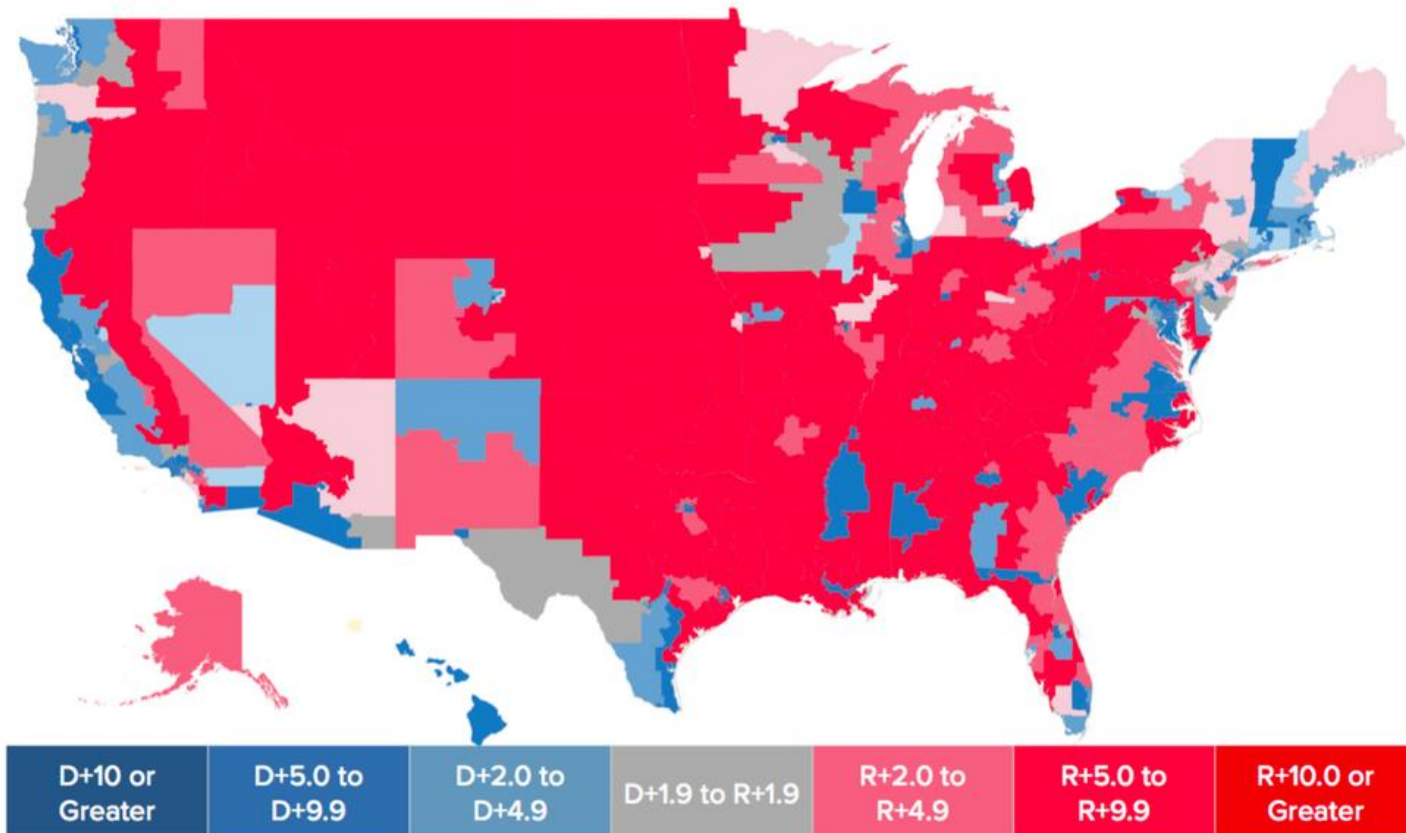 D+10 or
Greater
D+5.0 to
D+9.9
D+2.0 to
D+4.9
D+1.9 to R+1.9
R+2.0 to
R+4.9
R+5.0 to
R+9.9
R+10.0 or
Greater